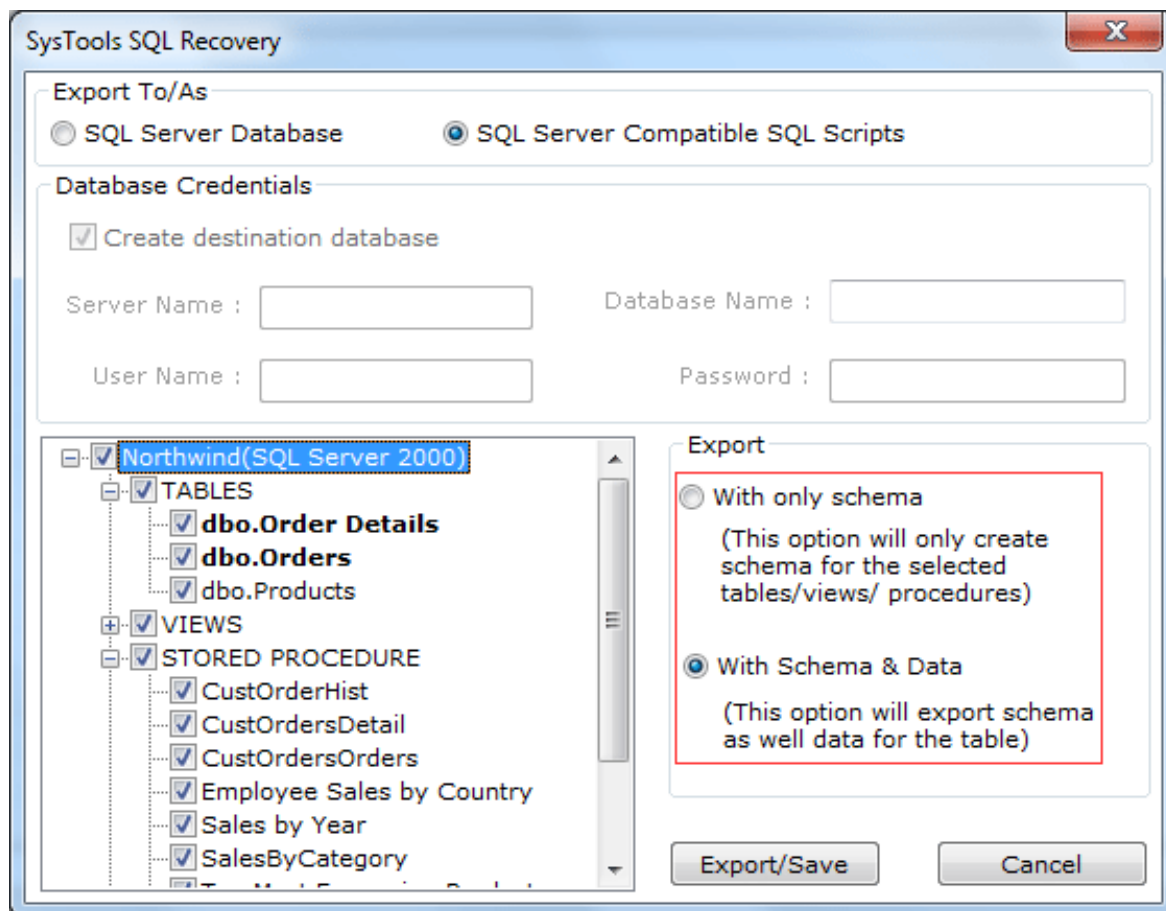 SysTools SQL Recovery
Export To/As
SQL Server Database
SQL Server Compatible SQL Scripts
Database Credentials
Create destination database
Server Name :
Database Name :
User Name :
Password :
Northwind(SQL Server 2000)
TABLES
dbo.Order Details
dbo.Orders
dbo.Products
VIEWS
STORED PROCEDURE
CustOrderHist
CustOrdersDetail
CustOrdersOrders
Employee Sales by Country
Sales by Year
SalesByCategory
Export
With only schema
(This option will only create
schema for the selected
tables/views/ procedures)
With Schema & Data
(This option will export schema
as well data for the table)
Export/Save
Cancel